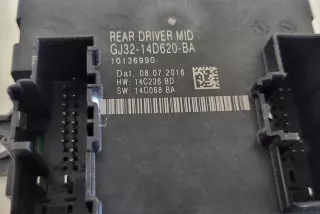 REAR DRIVER MID
GJ32-14D620-BA
10136990
Dat. 08.07.2016
HW: 14C236 BD
SW: 14C068 BA